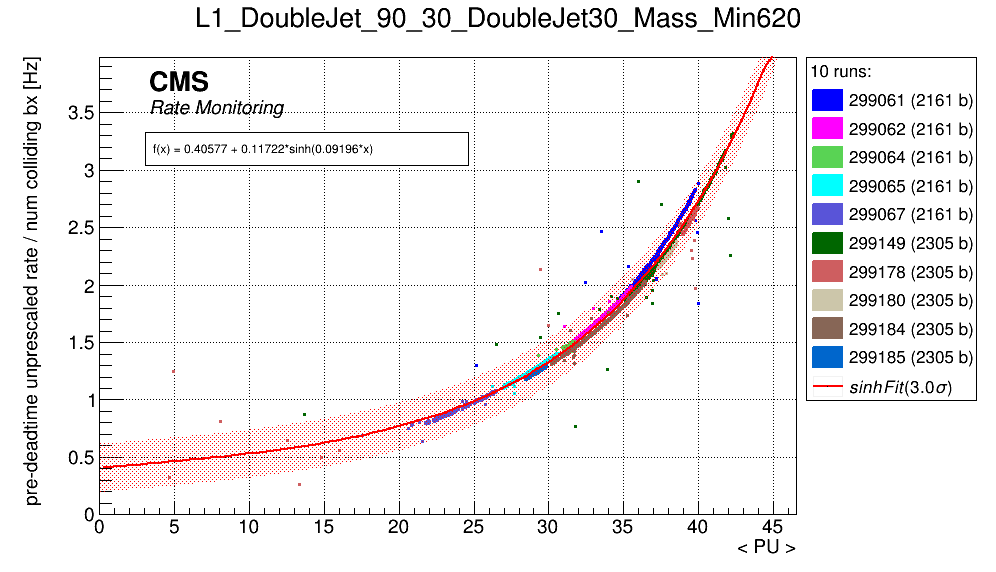 L1_DoubleJet_90_30_DoubleJet30_Mass_Min620
pre-deadtime unprescaled rate / num colliding bx [Hz]
CMS
Rate Monitoring
f(x) = 0.40577 + 0.11722*sinh(0.09196*x)
3.5
3
2.5
2
1.5
1
0.5
0
0 5 10 15 20 25 30 35 40 45
< PU >
10 runs:
299061 (2161 b)
299062 (2161 b)
299064 (2161 b)
299065 (2161 b)
299067 (2161 b)
299149 (2305 b)
299178 (2305 b)
299180 (2305 b)
299184 (2305 b)
299185 (2305 b)
sinhFit(3.0σ)